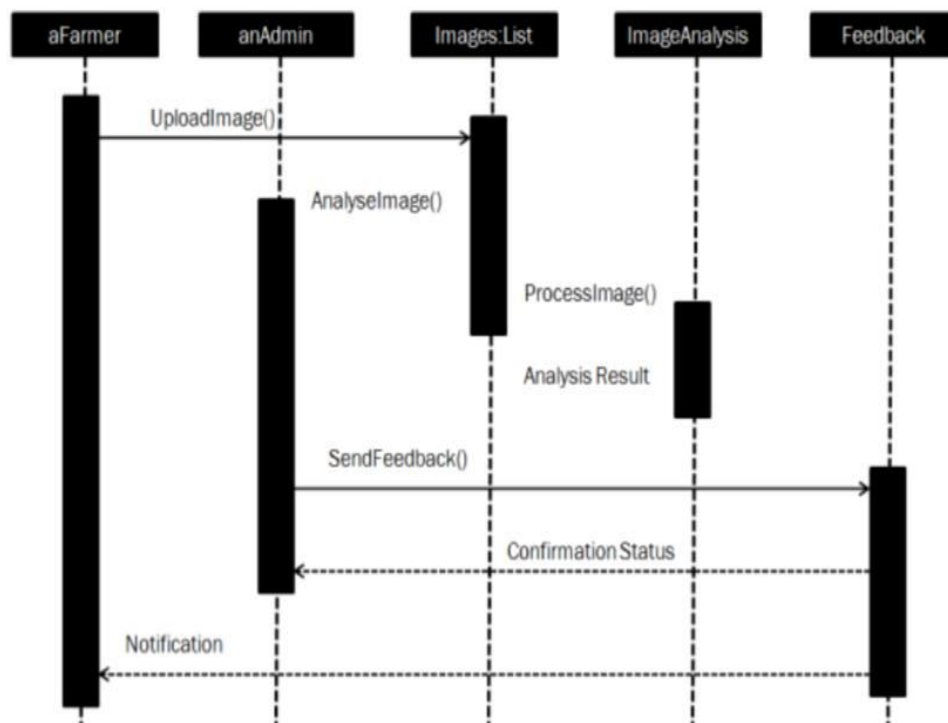 aFarmer
anAdmin
Images:List
ImageAnalysis
Feedback
UploadImage()
AnalyseImage()
ProcessImage()
Analysis Result
SendFeedback()
Confirmation Status
Notification